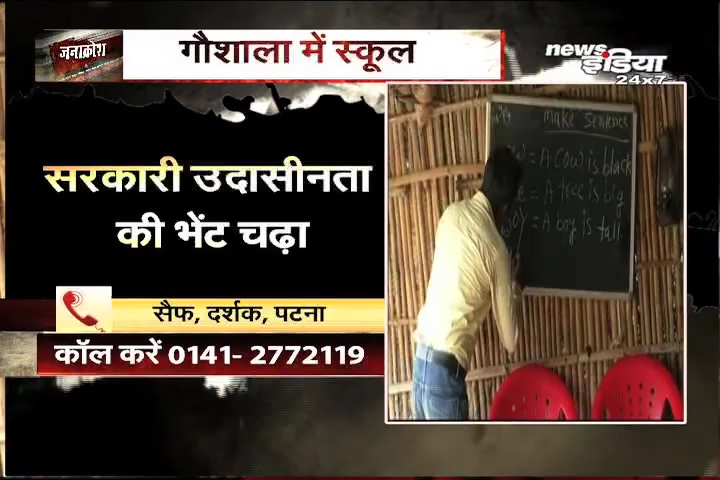 जनाक्रोश
गौशाला में स्कूल
news
इंडिया
24x7
सरकारी उदासीनता
की भेंट चढ़ा
सैफ, दर्शक, पटना
कॉल करें 0141- 2772119
Make Sentences
= A Cow is black
= A tree is big
boy = A boy is tall